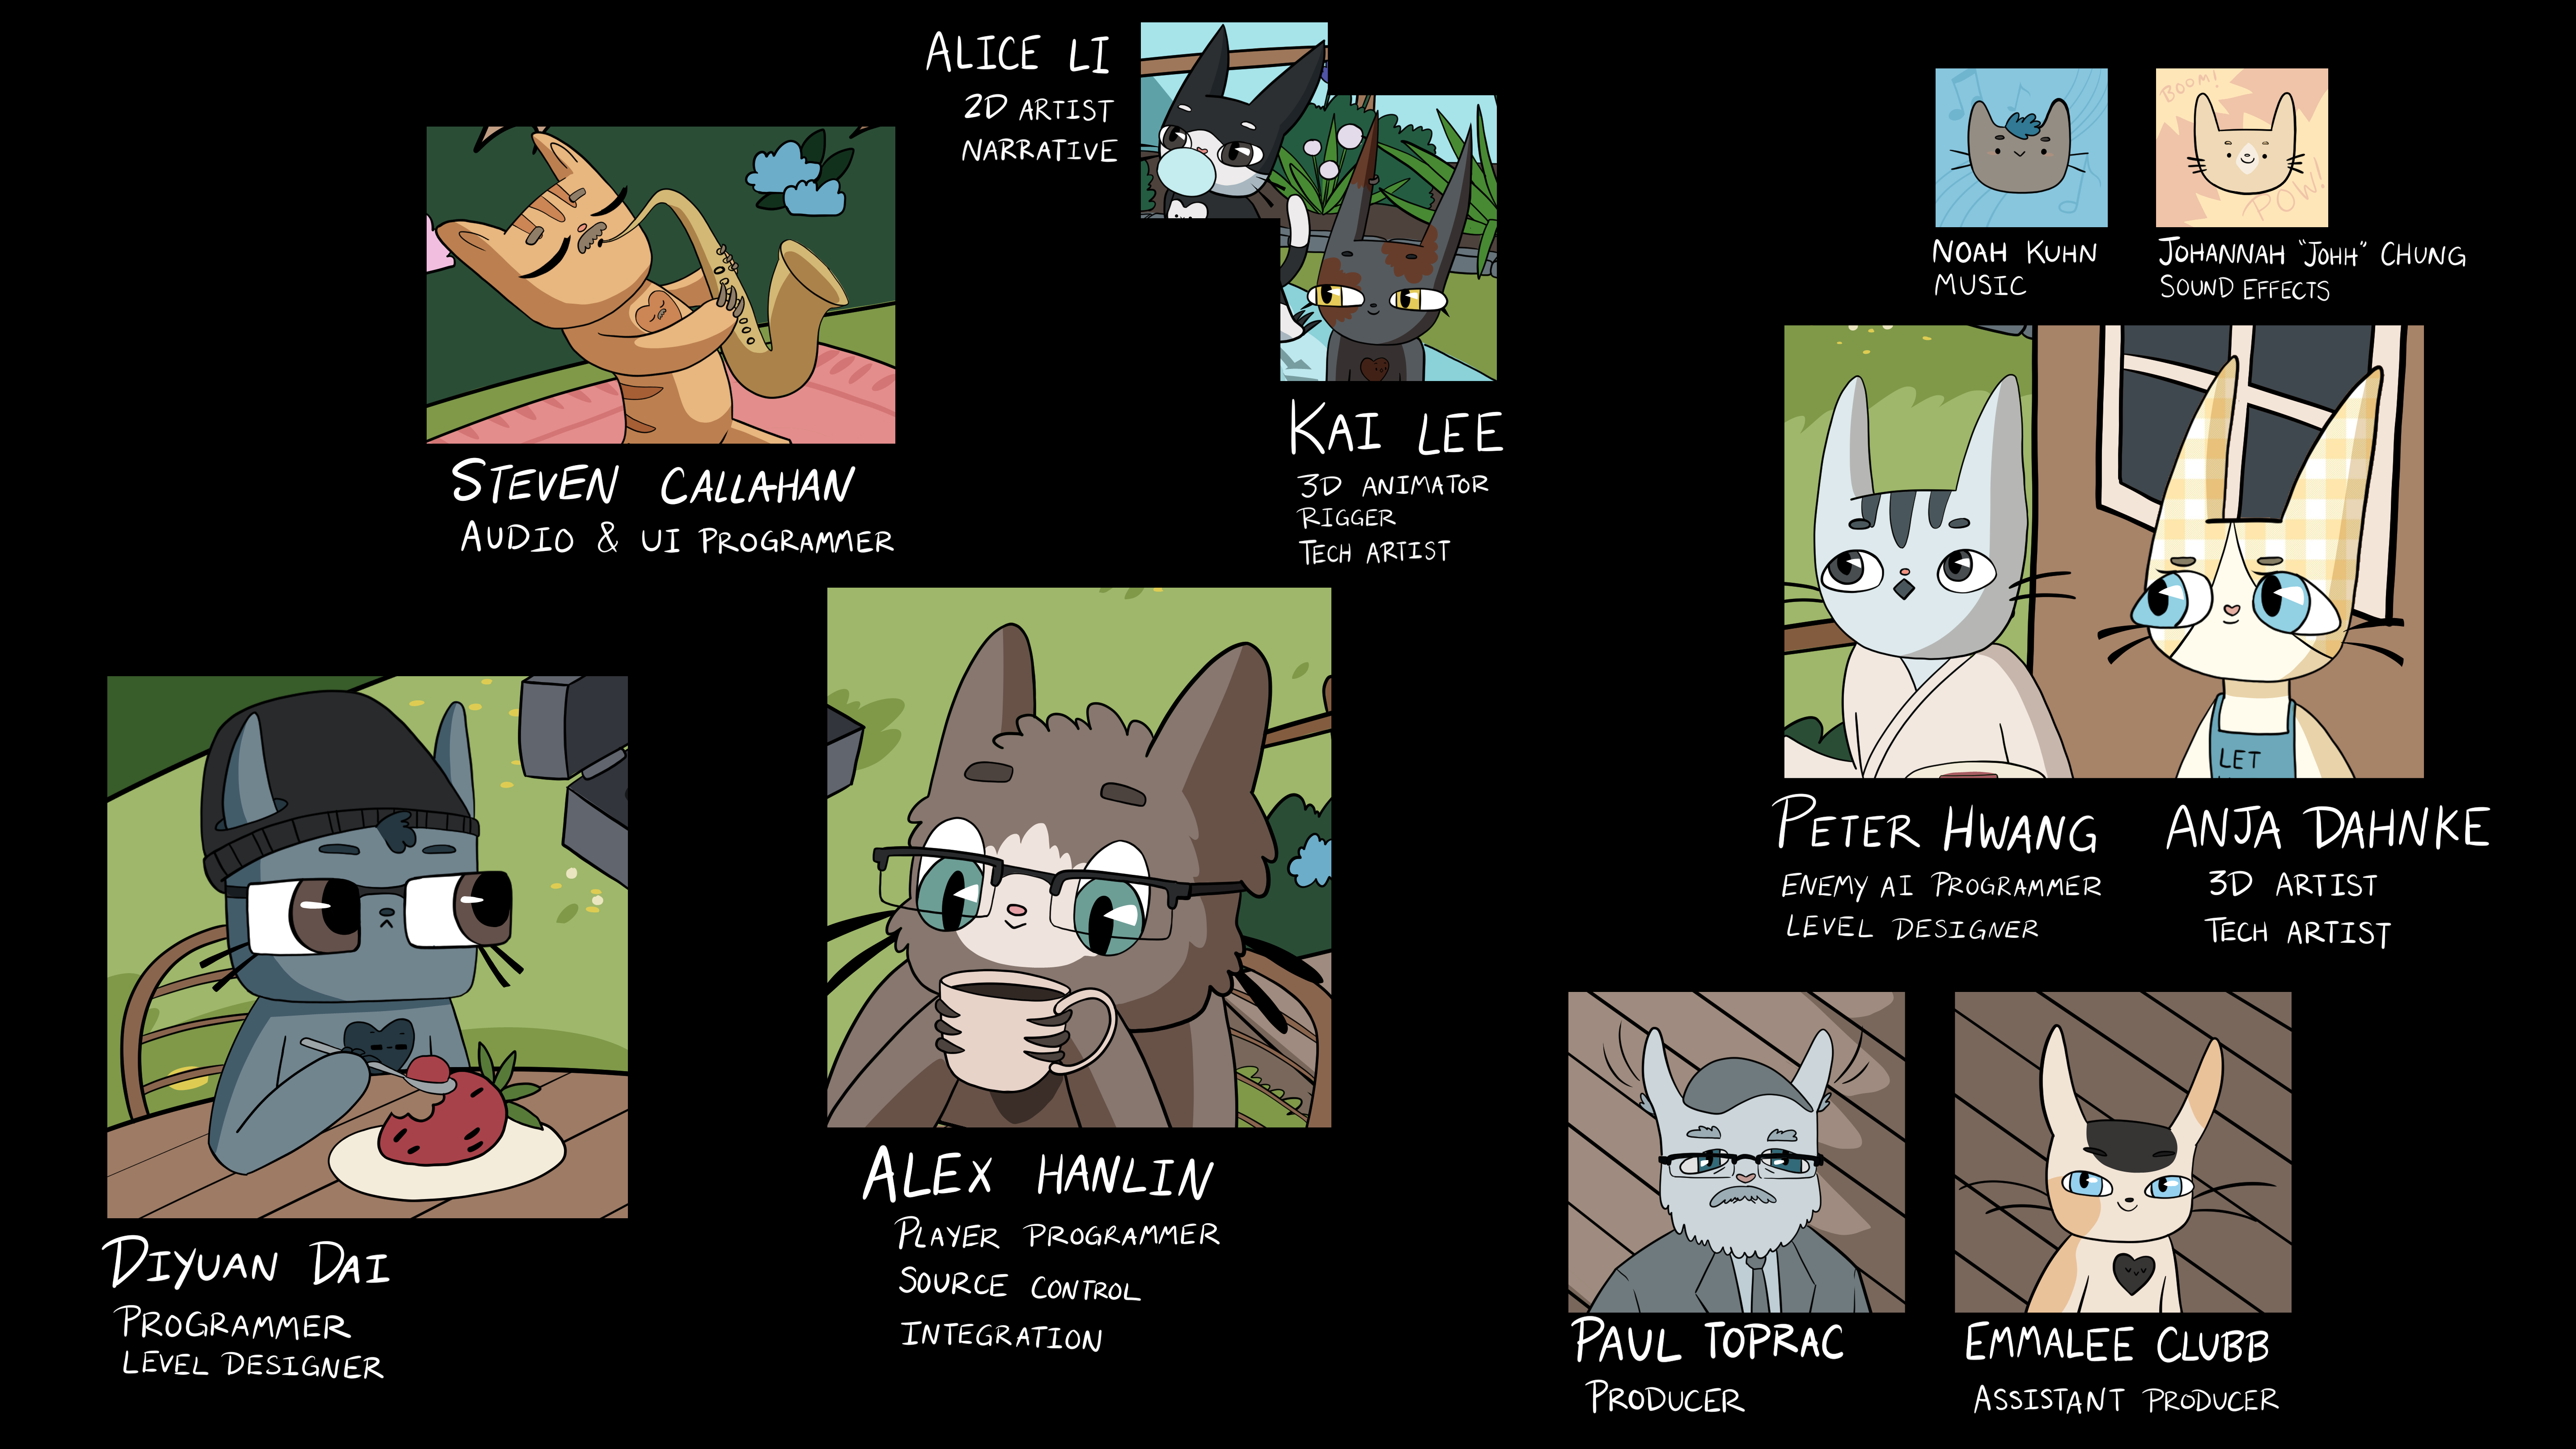 ALICE LI
2D ARTIST
NARRATIVE
STEVEN CALLAHAN
AUDIO & UI PROGRAMMER
KAI LEE
3D ANIMATOR
RIGGER
TECH ARTIST
BOOM!
POW!
NOAH KUHN
MUSIC
JOHANNAH "JOHH" CHUNG
SOUND EFFECTS
LET
PETER HWANG
ENEMY AI PROGRAMMER
LEVEL DESIGNER
ANJA DAHNKE
3D ARTIST
TECH ARTIST
DIYUAN DAI
PROGRAMMER
LEVEL DESIGNER
ALEX HANLIN
PLAYER PROGRAMMER
SOURCE CONTROL
INTEGRATION
PAUL TOPRAC
PRODUCER
EMMALEE CLUBB
ASSISTANT PRODUCER